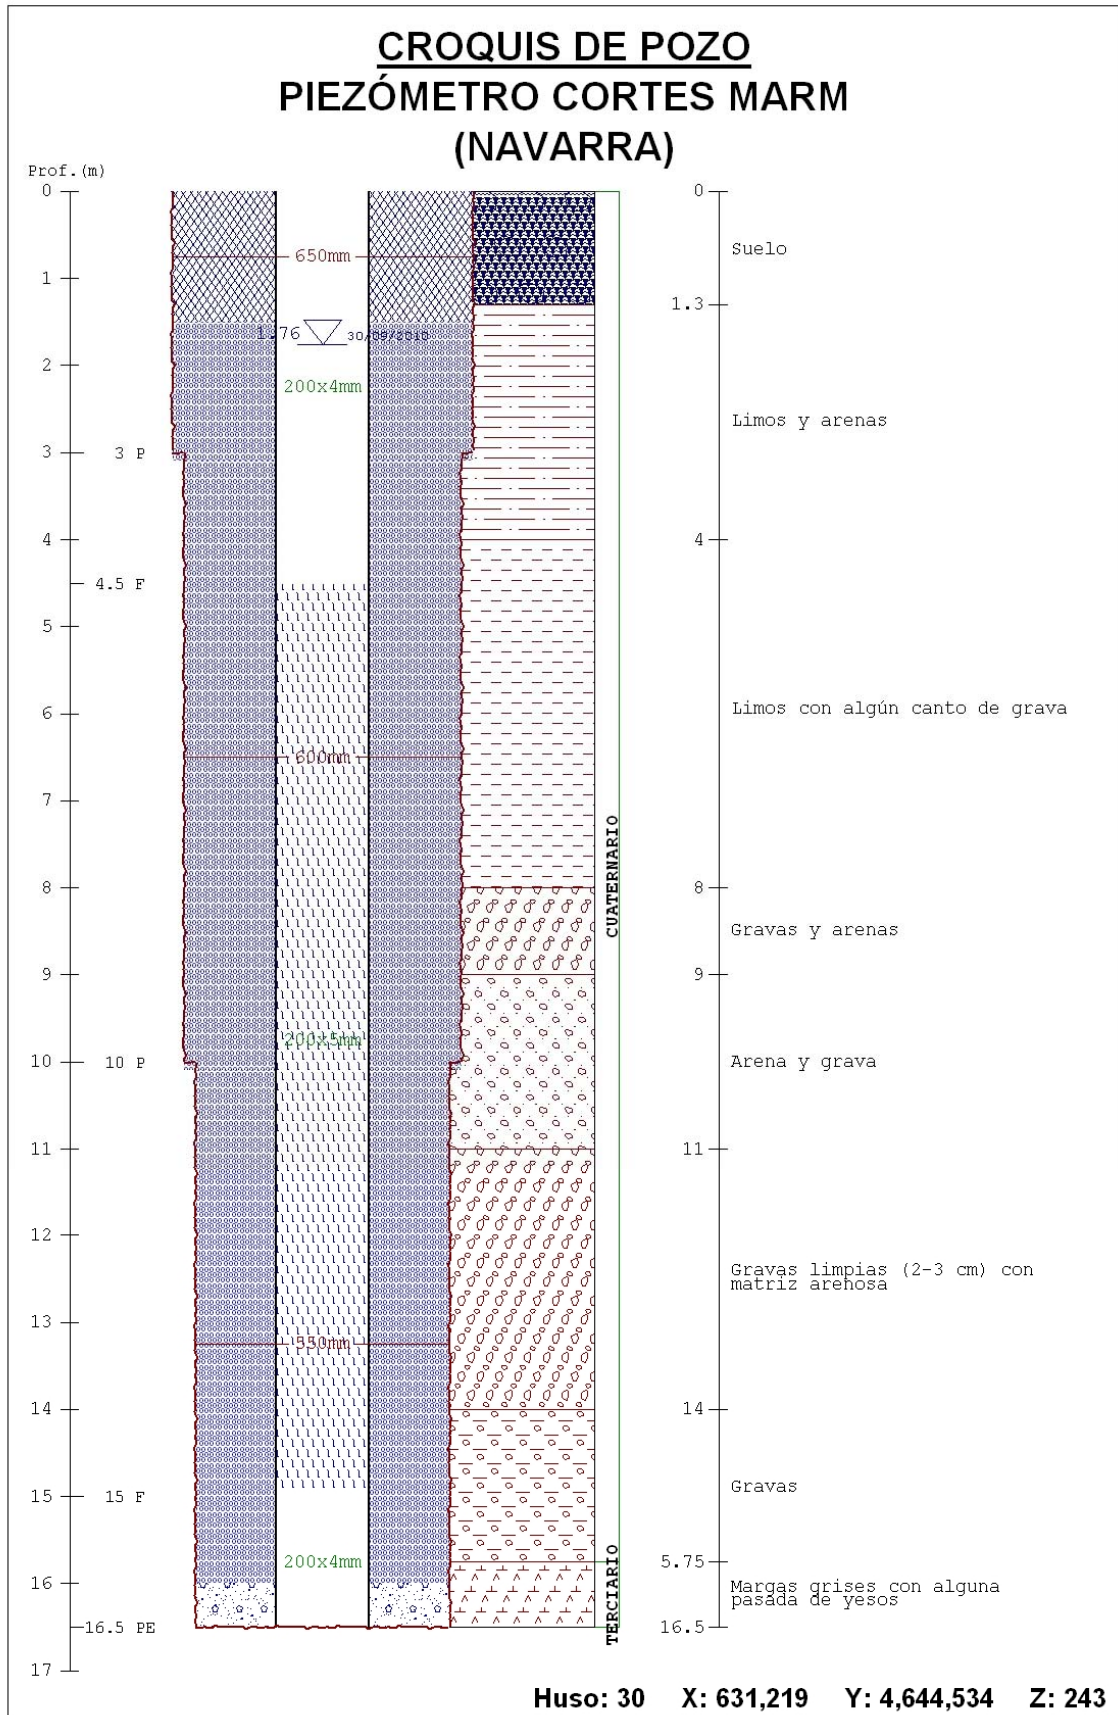 CROQUIS DE POZO
PIEZÓMETRO CORTES MARM
(NAVARRA)
Prof.(m)
0
0
Suelo
650mm
1
1.3
1.76
30/09/2010
2
200x4mm
Limos y arenas
3
3 P
4
4
4.5 F
5
6
Limos con algún canto de grava
600mm
7
CUATERNARIO
8
8
Gravas y arenas
9
9
200x5mm
10
10 P
Arena y grava
11
11
12
Gravas limpias (2-3 cm) con
matriz arenosa
13
550mm
14
14
15
15 F
Gravas
200x4mm
5.75
16
TERCIARIO
Margas grises con alguna
pasada de yesos
16.5 PE
16.5
17
Huso: 30 X: 631,219 Y: 4,644,534 Z: 243